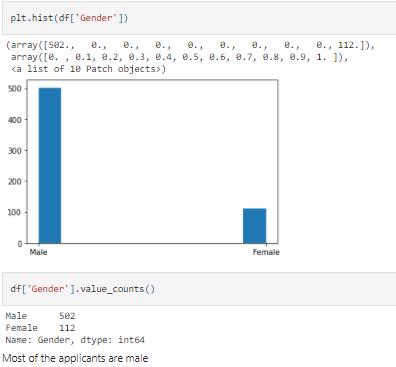 plt.hist(df['Gender'])
(array([502., 0., 0., 0., 0., 0., 0., 0., 0., 112.]),
array([0. , 0.1, 0.2, 0.3, 0.4, 0.5, 0.6, 0.7, 0.8, 0.9, 1. ]),
<a list of 10 Patch objects>)
500
400
300
200
100
0
Male Female
df['Gender'].value_counts()
Male 502
Female 112
Name: Gender, dtype: int64
Most of the applicants are male